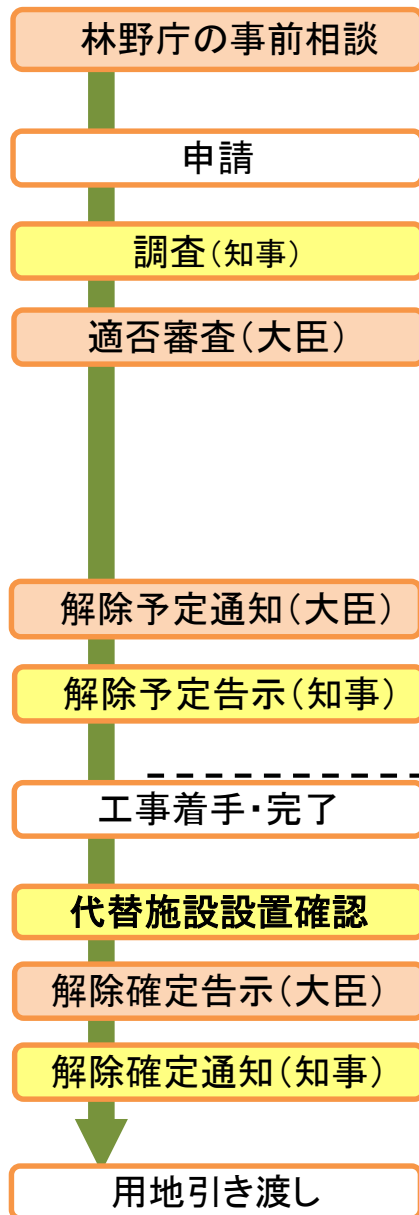 林野庁の事前相談
申請
調査(知事)
適否審査(大臣)
解除予定通知(大臣)
解除予定告示(知事)
工事着手・完了
代替施設設置確認
解除確定告示(大臣)
解除確定通知(知事)
用地引き渡し